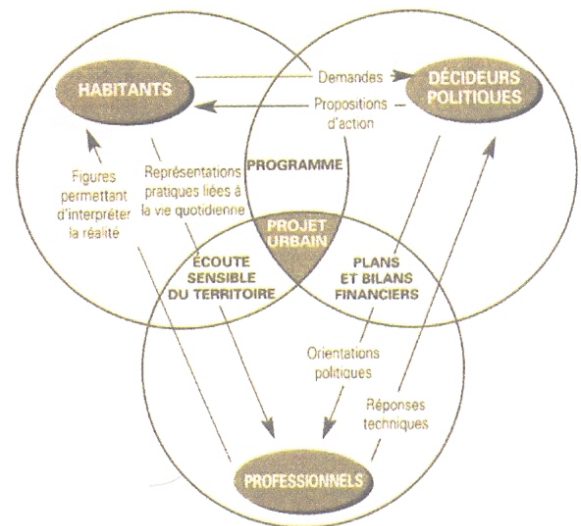 HABITANTS
Demandes
DÉCIDEURS
POLITIQUES
Propositions
d'action
Figures
permettant
d'interpréter
la réalité
Représentations
pratiques liées à
la vie quotidienne
PROGRAMME
PROJET
URBAIN
ÉCOUTE
SENSIBLE
DU TERRITOIRE
PLANS
ET BILANS
FINANCIERS
Orientations
politiques
Réponses
techniques
PROFESSIONNELS